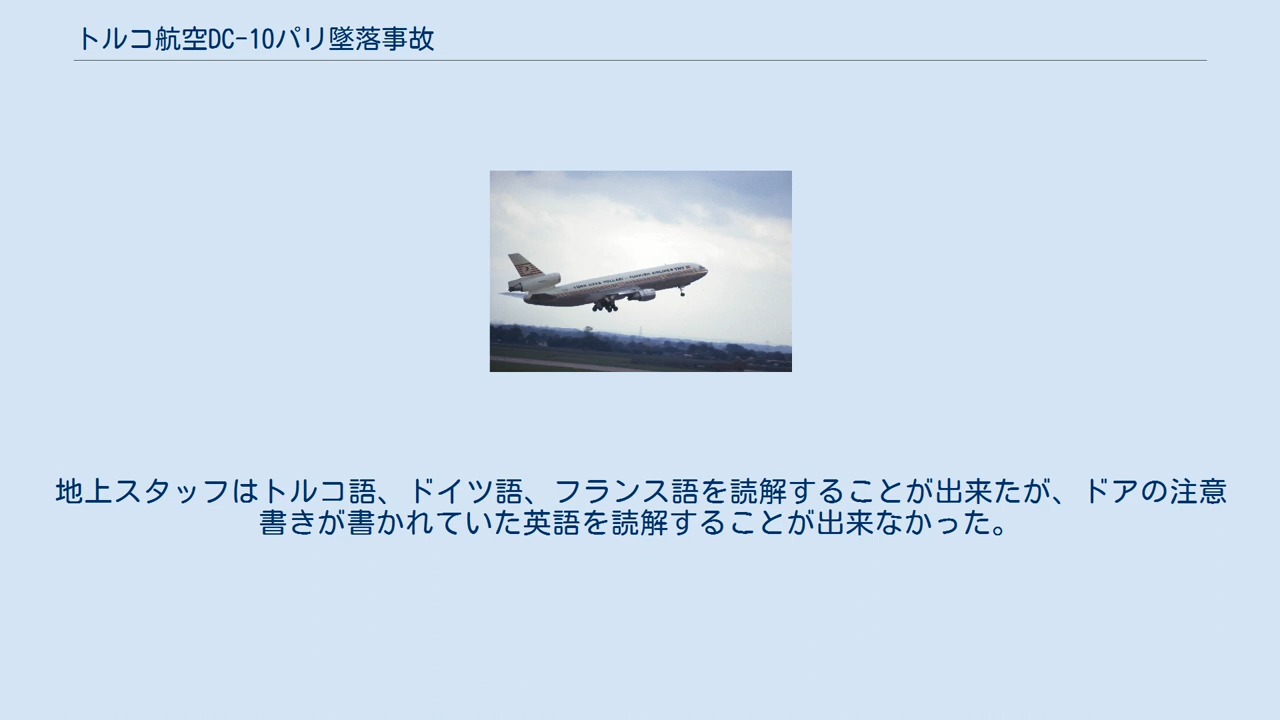 トルコ航空DC-10パリ墜落事故
地上スタッフはトルコ語、ドイツ語、フランス語を読解することが出来たが、ドアの注意
書きが書かれていた英語を読解することが出来なかった。